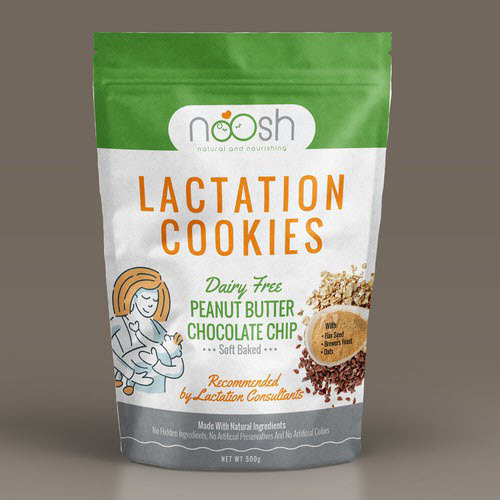 noosh
natural and nourishing
LACTATION
COOKIES
Dairy Free
PEANUT BUTTER
CHOCOLATE CHIP
••• Soft Baked •••
With:
• Flax Seed
• Brewers Yeast
• Oats
Recommended
by Lactation Consultants
Made With Natural Ingredients
No Hidden Ingredients, No Artificial Preservatives And No Artificial Colors
NET WT 500g